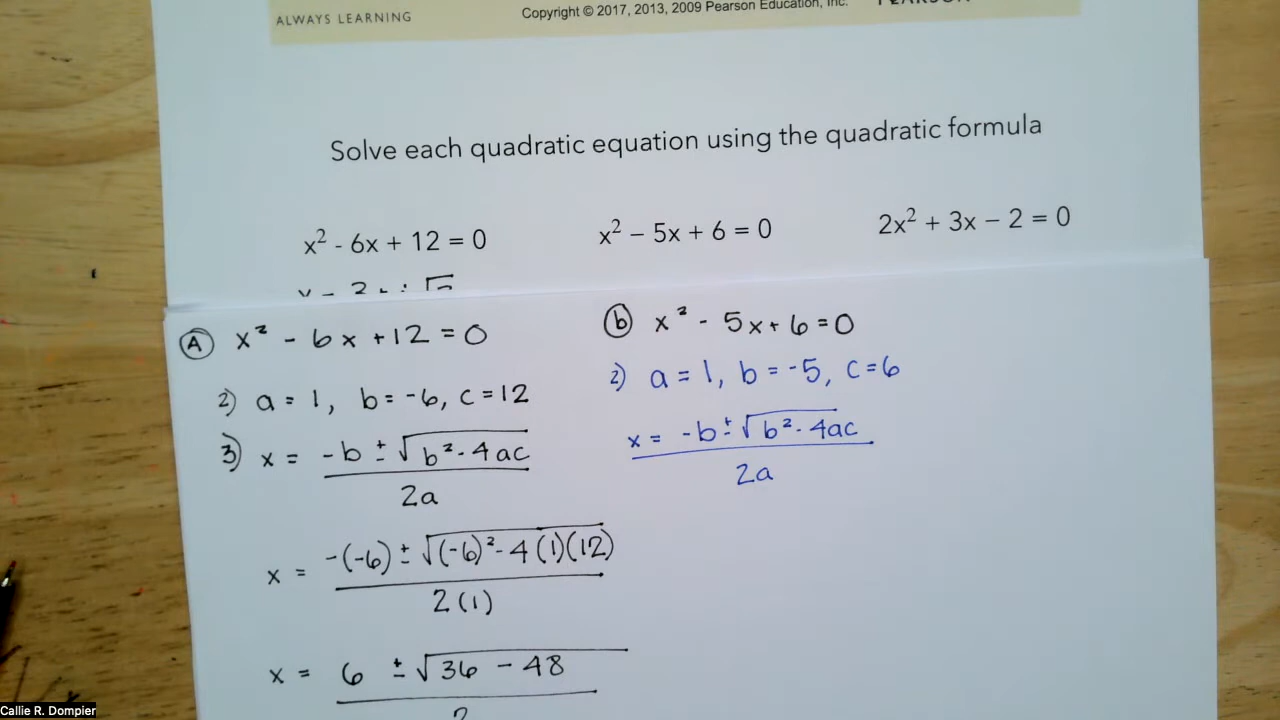 ALWAYS LEARNING
Copyright © 2017, 2013, 2009 Pearson Education, Inc.
Solve each quadratic equation using the quadratic formula
x² - 6x + 12 = 0
x² – 5x + 6 = 0
2x² + 3x – 2 = 0
A x² - 6x + 12 = 0
2) a = 1, b = -6, c = 12
3) x = -b ± √b² - 4ac
2a
x = -(-6) ± √(-6)² - 4(1)(12)
2(1)
x = 6 ± √36 - 48
2
b x² - 5x + 6 = 0
2) a = 1, b = -5, c = 6
x = -b ± √b² - 4ac
2a
Callie R. Dompier